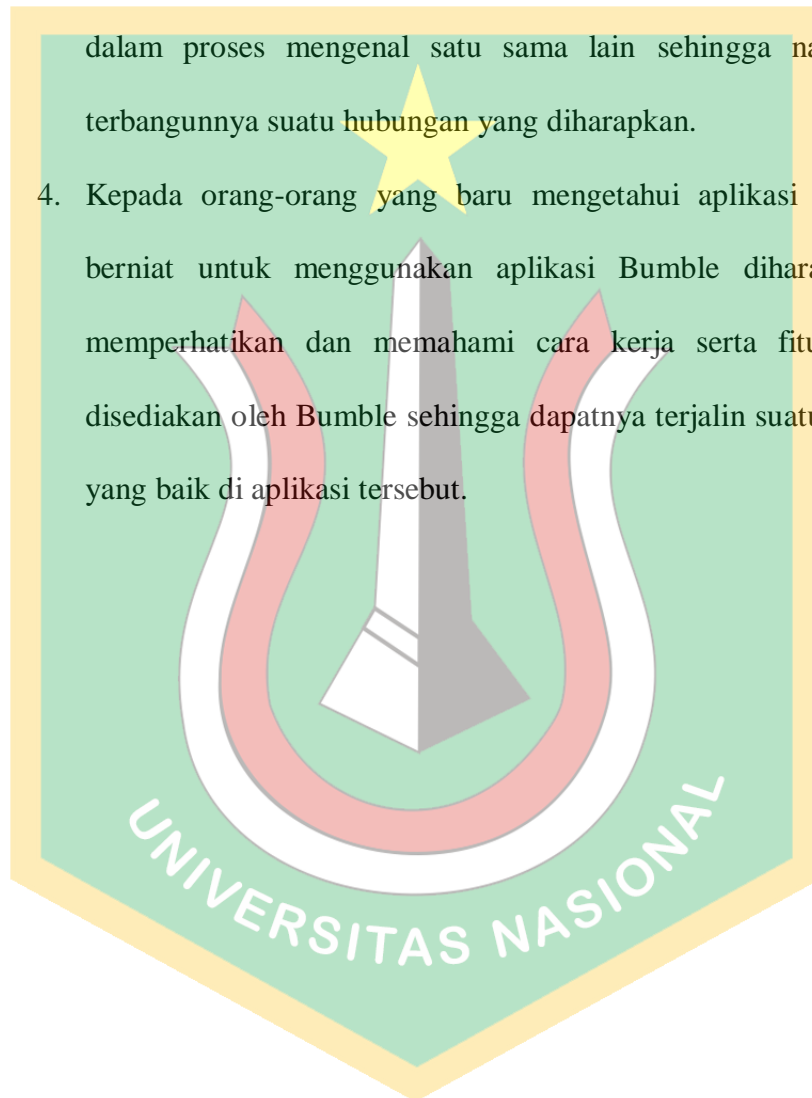 dalam proses mengenal satu sama lain sehingga
terbangunnya suatu hubungan yang diharapkan.
4. Kepada orang-orang yang baru mengetahui aplikasi
berniat untuk menggunakan aplikasi Bumble
memperhatikan dan memahami cara kerja serta
disediakan oleh Bumble sehingga dapatnya terjalin suatu
yang baik di aplikasi tersebut.
UNIVERSITAS NASIONAL